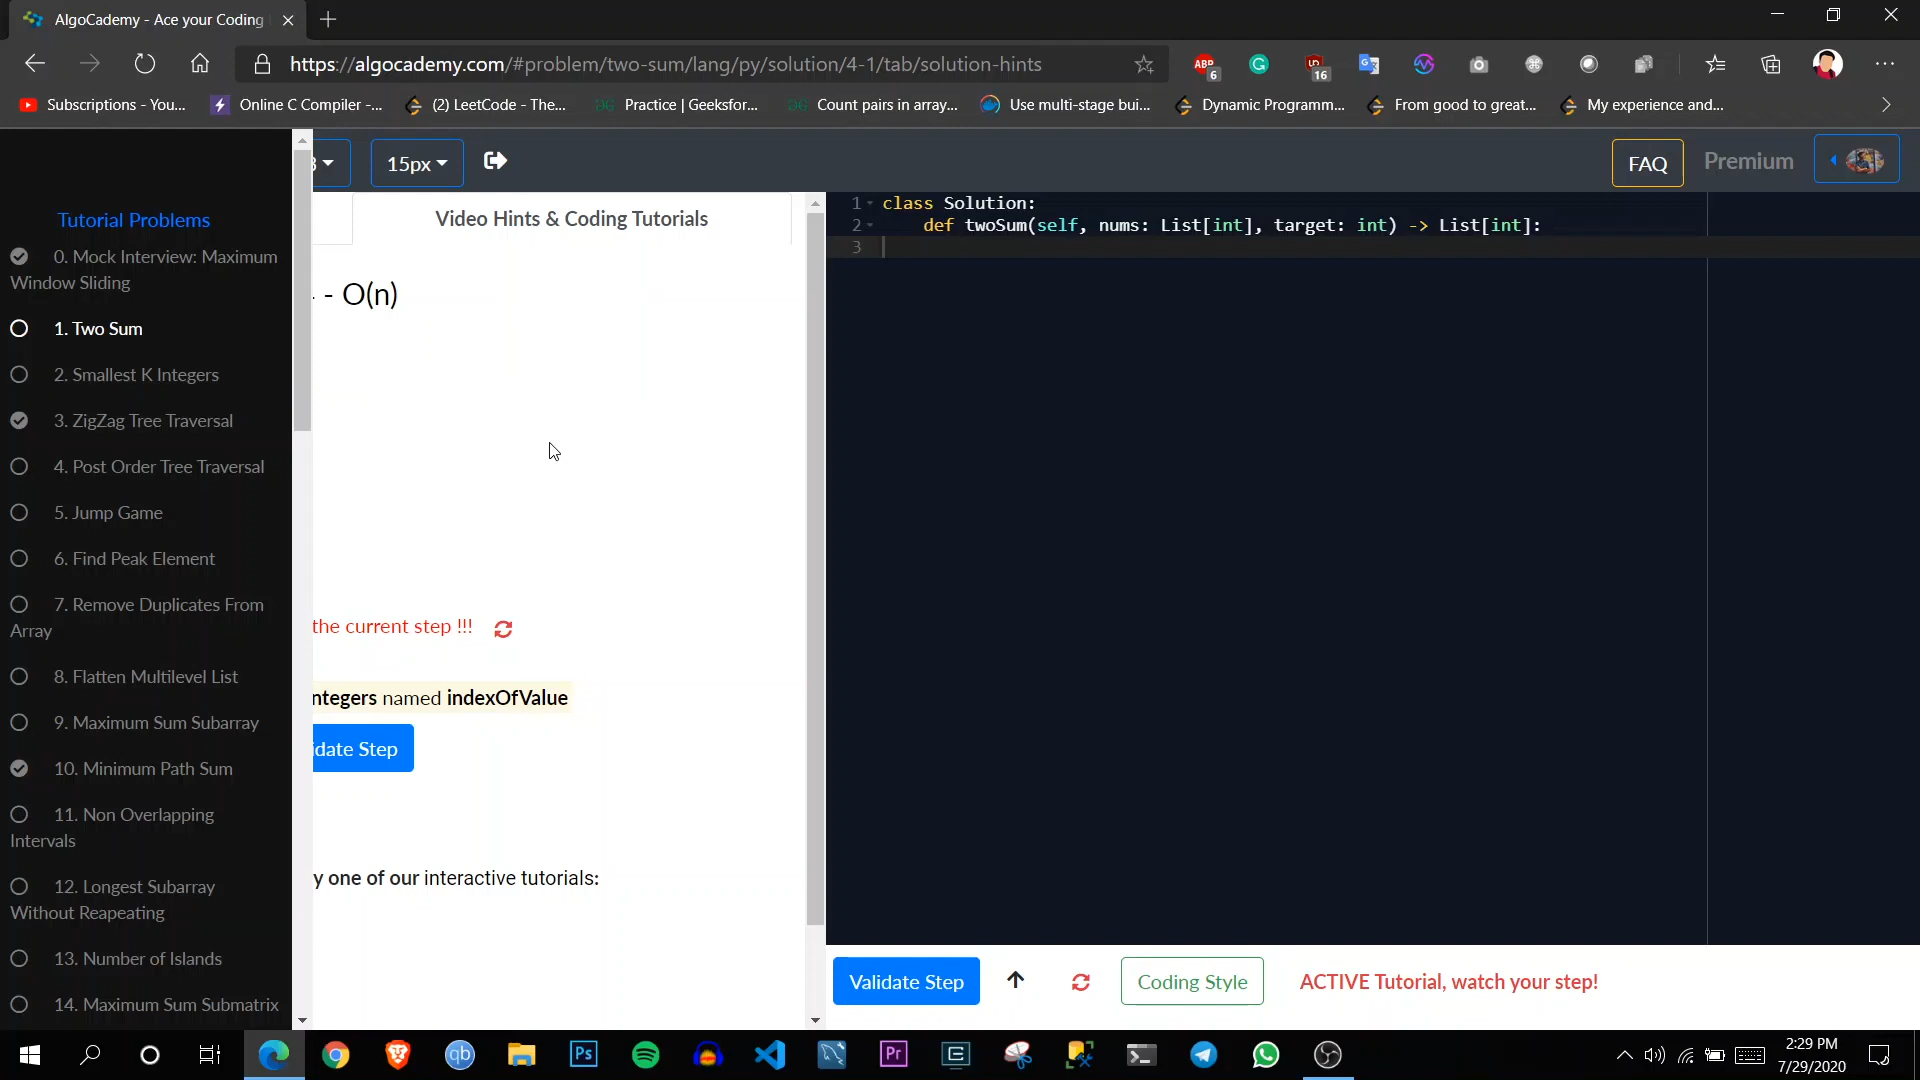 AlgoCademy - Ace your Coding
https://algocademy.com/#problem/two-sum/lang/py/solution/4-1/tab/solution-hints
ABP
6
16
Subscriptions - You...
Online C Compiler -...
(2) LeetCode - The...
Practice | Geeksfor...
Count pairs in array...
Use multi-stage bui...
Dynamic Programm...
From good to great...
My experience and...
15px
FAQ
Premium
Tutorial Problems
0. Mock Interview: Maximum
Window Sliding
1. Two Sum
2. Smallest K Integers
3. ZigZag Tree Traversal
4. Post Order Tree Traversal
5. Jump Game
6. Find Peak Element
7. Remove Duplicates From
Array
8. Flatten Multilevel List
9. Maximum Sum Subarray
10. Minimum Path Sum
11. Non Overlapping
Intervals
12. Longest Subarray
Without Reapeating
13. Number of Islands
14. Maximum Sum Submatrix
Video Hints & Coding Tutorials
- O(n)
the current step !!!
ntegers named indexOfValue
idate Step
y one of our interactive tutorials:
1 class Solution:
2 def twoSum(self, nums: List[int], target: int) -> List[int]:
3
Validate Step
Coding Style
ACTIVE Tutorial, watch your step!
qb
Ps
Pr
2:29 PM
7/29/2020